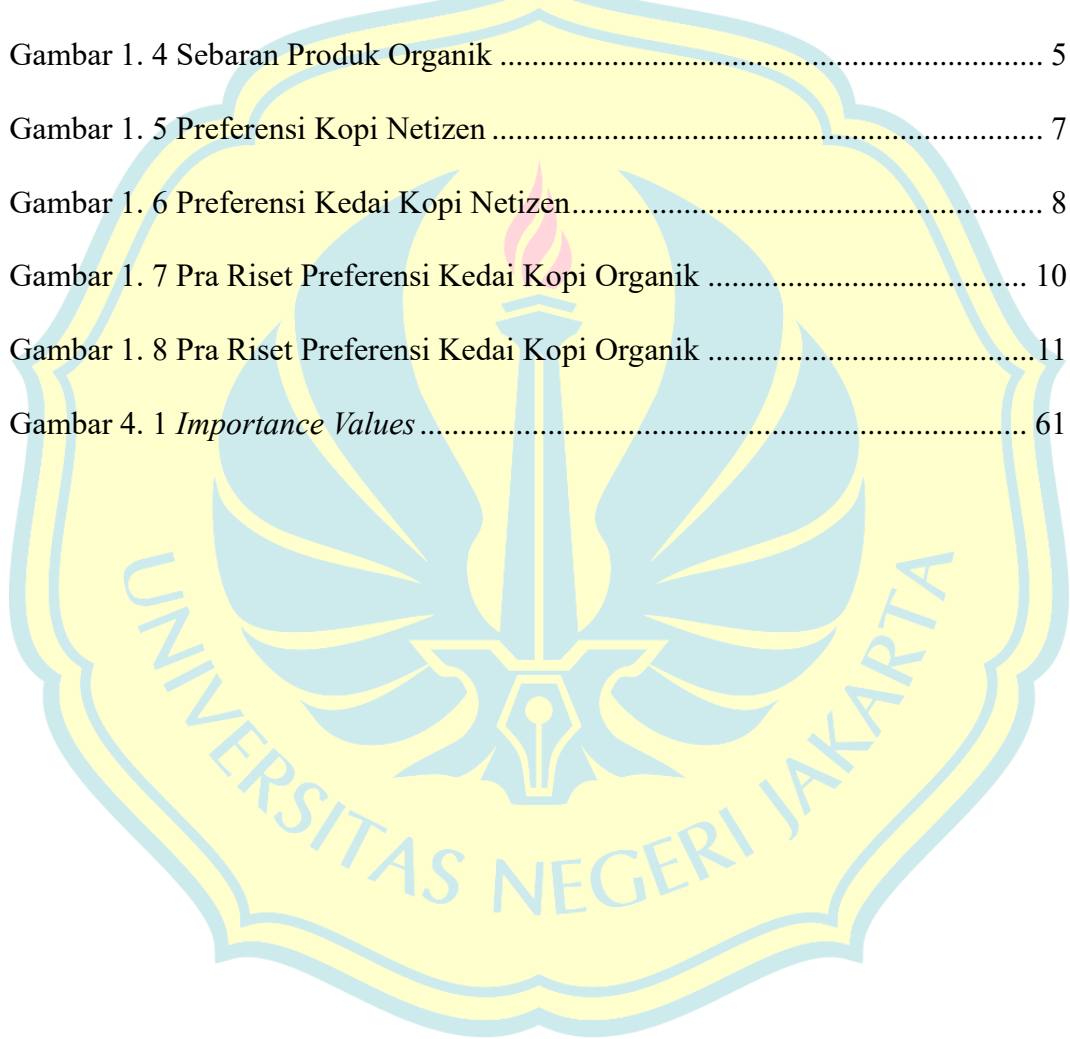 Gambar 1. 4 Sebaran Produk Organik ..................................................................... 5
Gambar 1. 5 Preferensi Kopi Netizen ...................................................................... 7
Gambar 1. 6 Preferensi Kedai Kopi Netizen............................................................ 8
Gambar 1. 7 Pra Riset Preferensi Kedai Kopi Organik ......................................... 10
Gambar 1. 8 Pra Riset Preferensi Kedai Kopi Organik ..........................................11
Gambar 4. 1 Importance Values ............................................................................. 61
UNIVERSITAS NEGERI JAKARTA